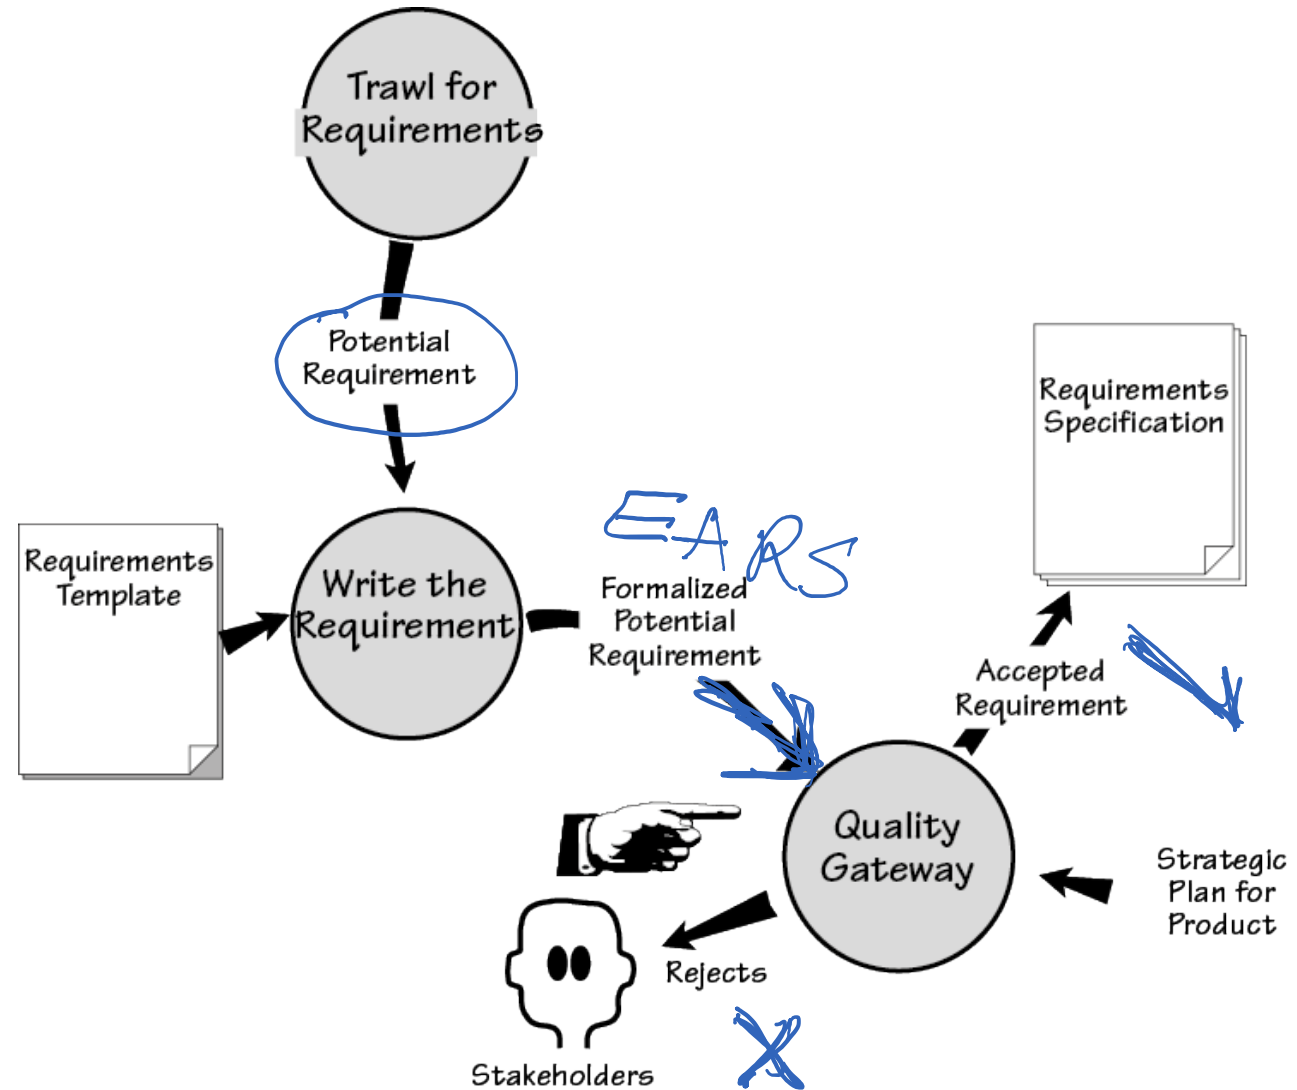 Trawl for
Requirements
Potential
Requirement
Requirements
Template
Write the
Requirement
EARS
Formalized
Potential
Requirement
Requirements
Specification
Accepted
Requirement
Quality
Gateway
Strategic
Plan for
Product
Rejects
X
Stakeholders